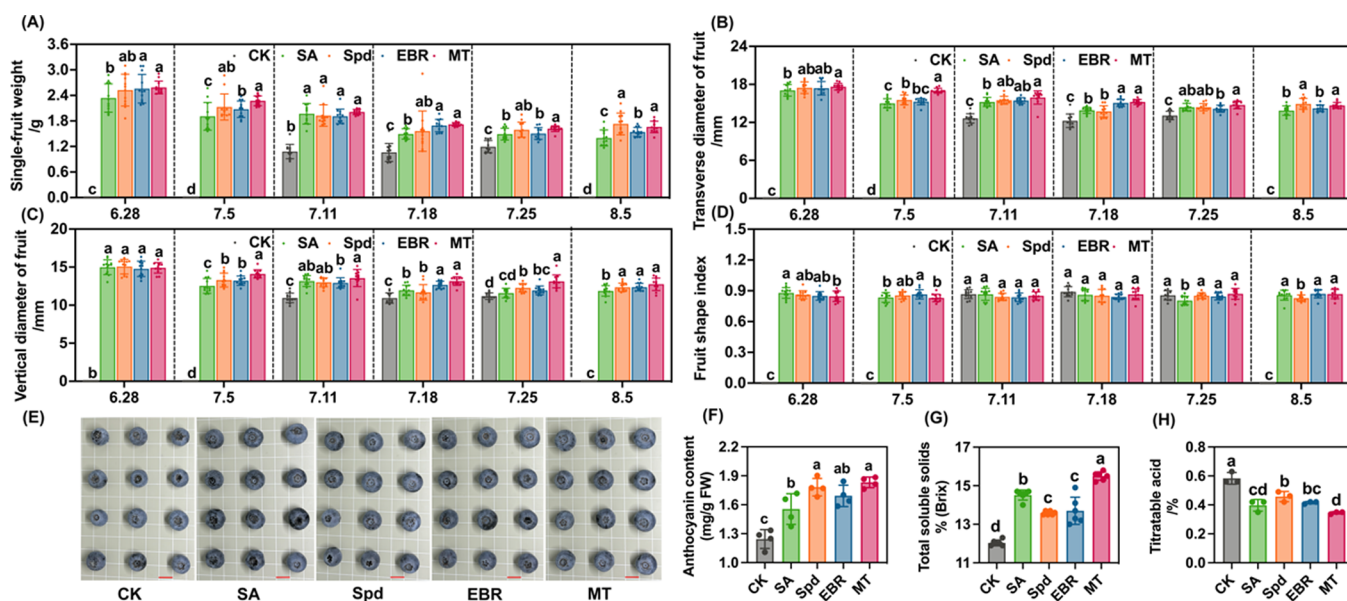 (A)
CK SA Spd EBR MT
Single-fruit weight
/g
3.6
3.0
2.4
1.8
1.2
0.6
0.0
c b ab a a
d c ab b a
b a a a a
c b ab a a
c b a b a
d c a b a
6.28 7.5 7.11 7.18 7.25 8.5
(B)
CK SA Spd EBR MT
Transverse diameter of fruit
/mm
24
18
12
6
0
c b ab ab a
d c b bc a
c b ab b a
c b b a a
c ab ab b a
c b a b a
6.28 7.5 7.11 7.18 7.25 8.5
(C)
CK SA Spd EBR MT
Vertical diameter of fruit
/mm
20
15
10
5
0
b a a a a
d c b b a
c ab ab b a
c b b a a
d cd b bc a
c b a a a
6.28 7.5 7.11 7.18 7.25 8.5
(D)
CK SA Spd EBR MT
Fruit shape index
1.5
1.2
0.9
0.6
0.3
0.0
c a ab ab b
c b ab a b
a a a a a
a a a a a
a b a a a
c a b a a
6.28 7.5 7.11 7.18 7.25 8.5
(E)
CK SA Spd EBR MT
(F)
Anthocyanin content
(mg/g FW)
2.2
1.9
1.6
1.3
1.0
c b a ab a
CK SA Spd EBR MT
(G)
Total soluble solids
% (Brix)
17
15
13
11
d b c c a
CK SA Spd EBR MT
(H)
Titratable acid
/%
0.8
0.6
0.4
0.2
0.0
a cd b bc d
CK SA Spd EBR MT